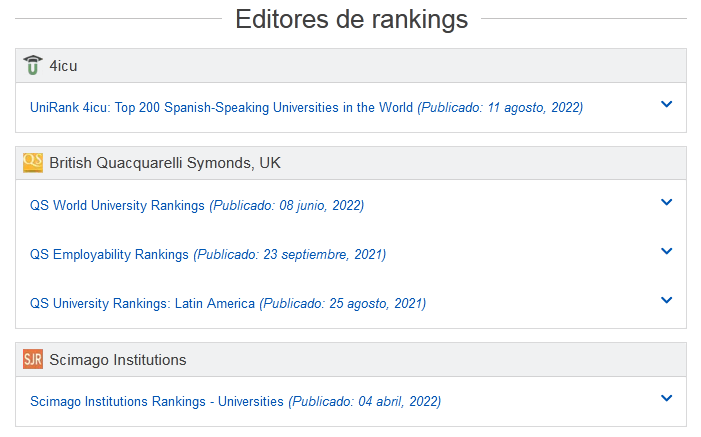 Editores de rankings
4icu
UniRank 4icu: Top 200 Spanish-Speaking Universities in the World (Publicado: 11 agosto, 2022)
QS
British Quacquarelli Symonds, UK
QS World University Rankings (Publicado: 08 junio, 2022)
QS Employability Rankings (Publicado: 23 septiembre, 2021)
QS University Rankings: Latin America (Publicado: 25 agosto, 2021)
SJR
Scimago Institutions
Scimago Institutions Rankings - Universities (Publicado: 04 abril, 2022)